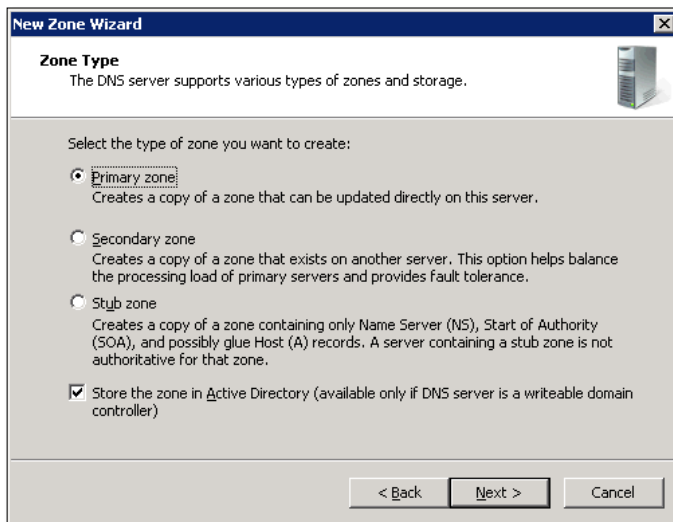 New Zone Wizard
Zone Type
The DNS server supports various types of zones and storage.
Select the type of zone you want to create:
Primary zone
Creates a copy of a zone that can be updated directly on this server.
Secondary zone
Creates a copy of a zone that exists on another server. This option helps balance
the processing load of primary servers and provides fault tolerance.
Stub zone
Creates a copy of a zone containing only Name Server (NS), Start of Authority
(SOA), and possibly glue Host (A) records. A server containing a stub zone is not
authoritative for that zone.
Store the zone in Active Directory (available only if DNS server is a writeable domain
controller)
< Back Next > Cancel